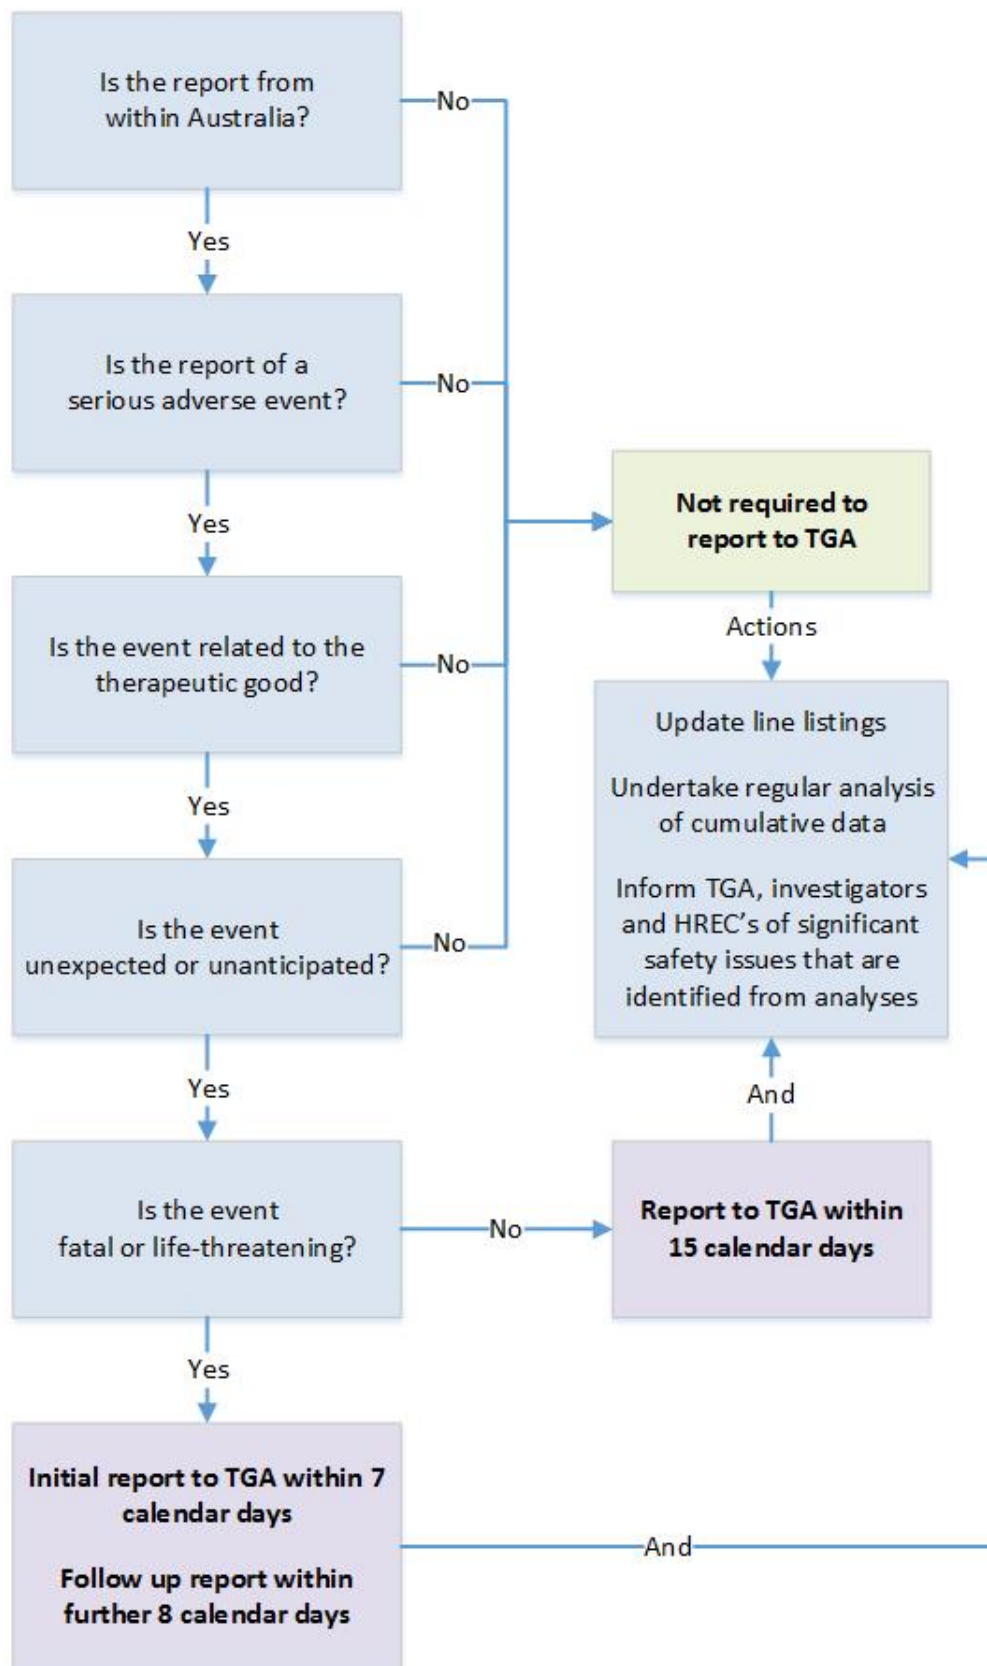 Is the report from
within Australia?
No
Yes
Is the report of a
serious adverse event?
No
Yes
Not required to
report to TGA
Actions
Is the event related to the
therapeutic good?
No
Yes
Update line listings
Undertake regular analysis
of cumulative data
Inform TGA, investigators
and HREC’s of significant
safety issues that are
identified from analyses
Is the event
unexpected or unanticipated?
No
Yes
And
Is the event
fatal or life-threatening?
No
Report to TGA within
15 calendar days
Yes
Initial report to TGA within 7
calendar days
Follow up report within
further 8 calendar days
And